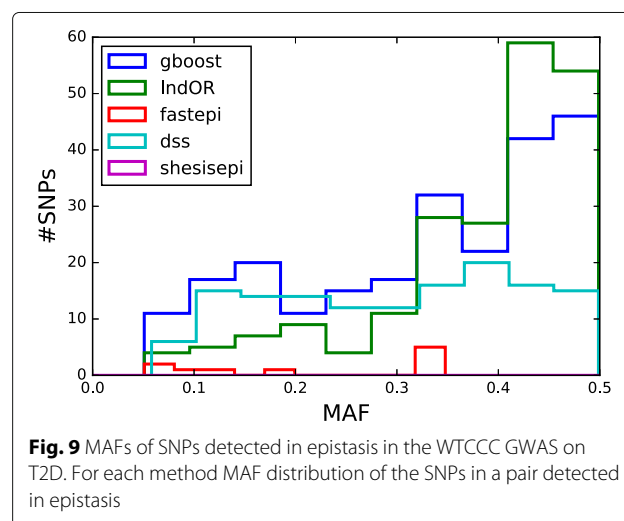 60
50
40
30
20
10
0
#SNPs
gboost
IndOR
fastepi
dss
shesisepi
0.0 0.1 0.2 0.3 0.4 0.5
MAF
Fig. 9 MAFs of SNPs detected in epistasis in the WTCCC GWAS on
T2D. For each method MAF distribution of the SNPs in a pair detected
in epistasis